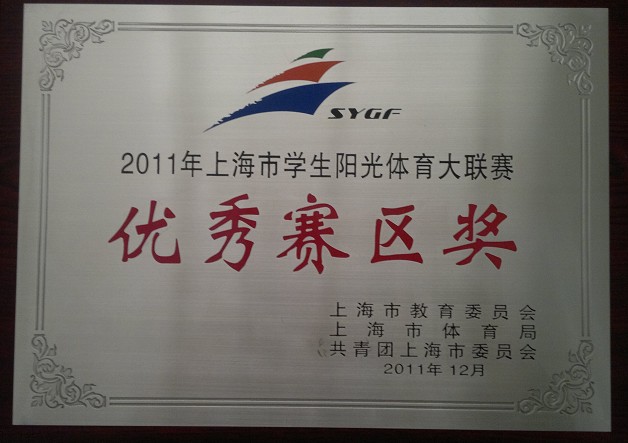 SYGF
2011年上海市学生阳光体育大联赛
优秀赛区奖
上海市教育委员会
上海市体育局
共青团上海市委员会
2011年12月